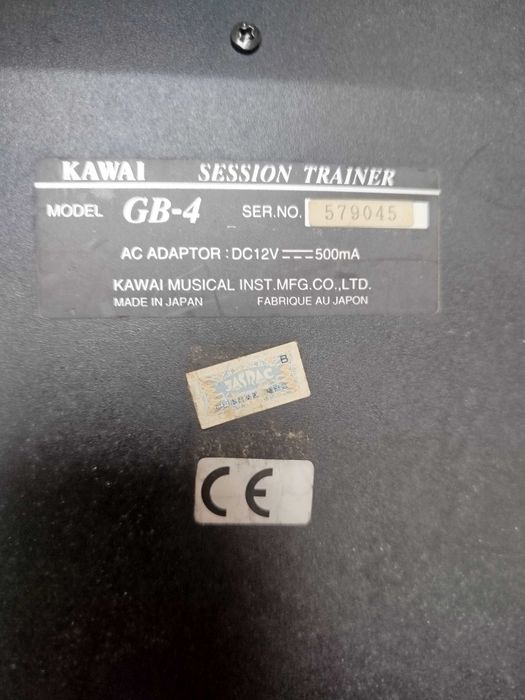 KAWAI SESSION TRAINER
MODEL GB-4 SER.NO. 579045
AC ADAPTOR : DC12V ⎓ 500mA
KAWAI MUSICAL INST.MFG.CO.,LTD.
MADE IN JAPAN FABRIQUE AU JAPON
B
JASRAC
CE